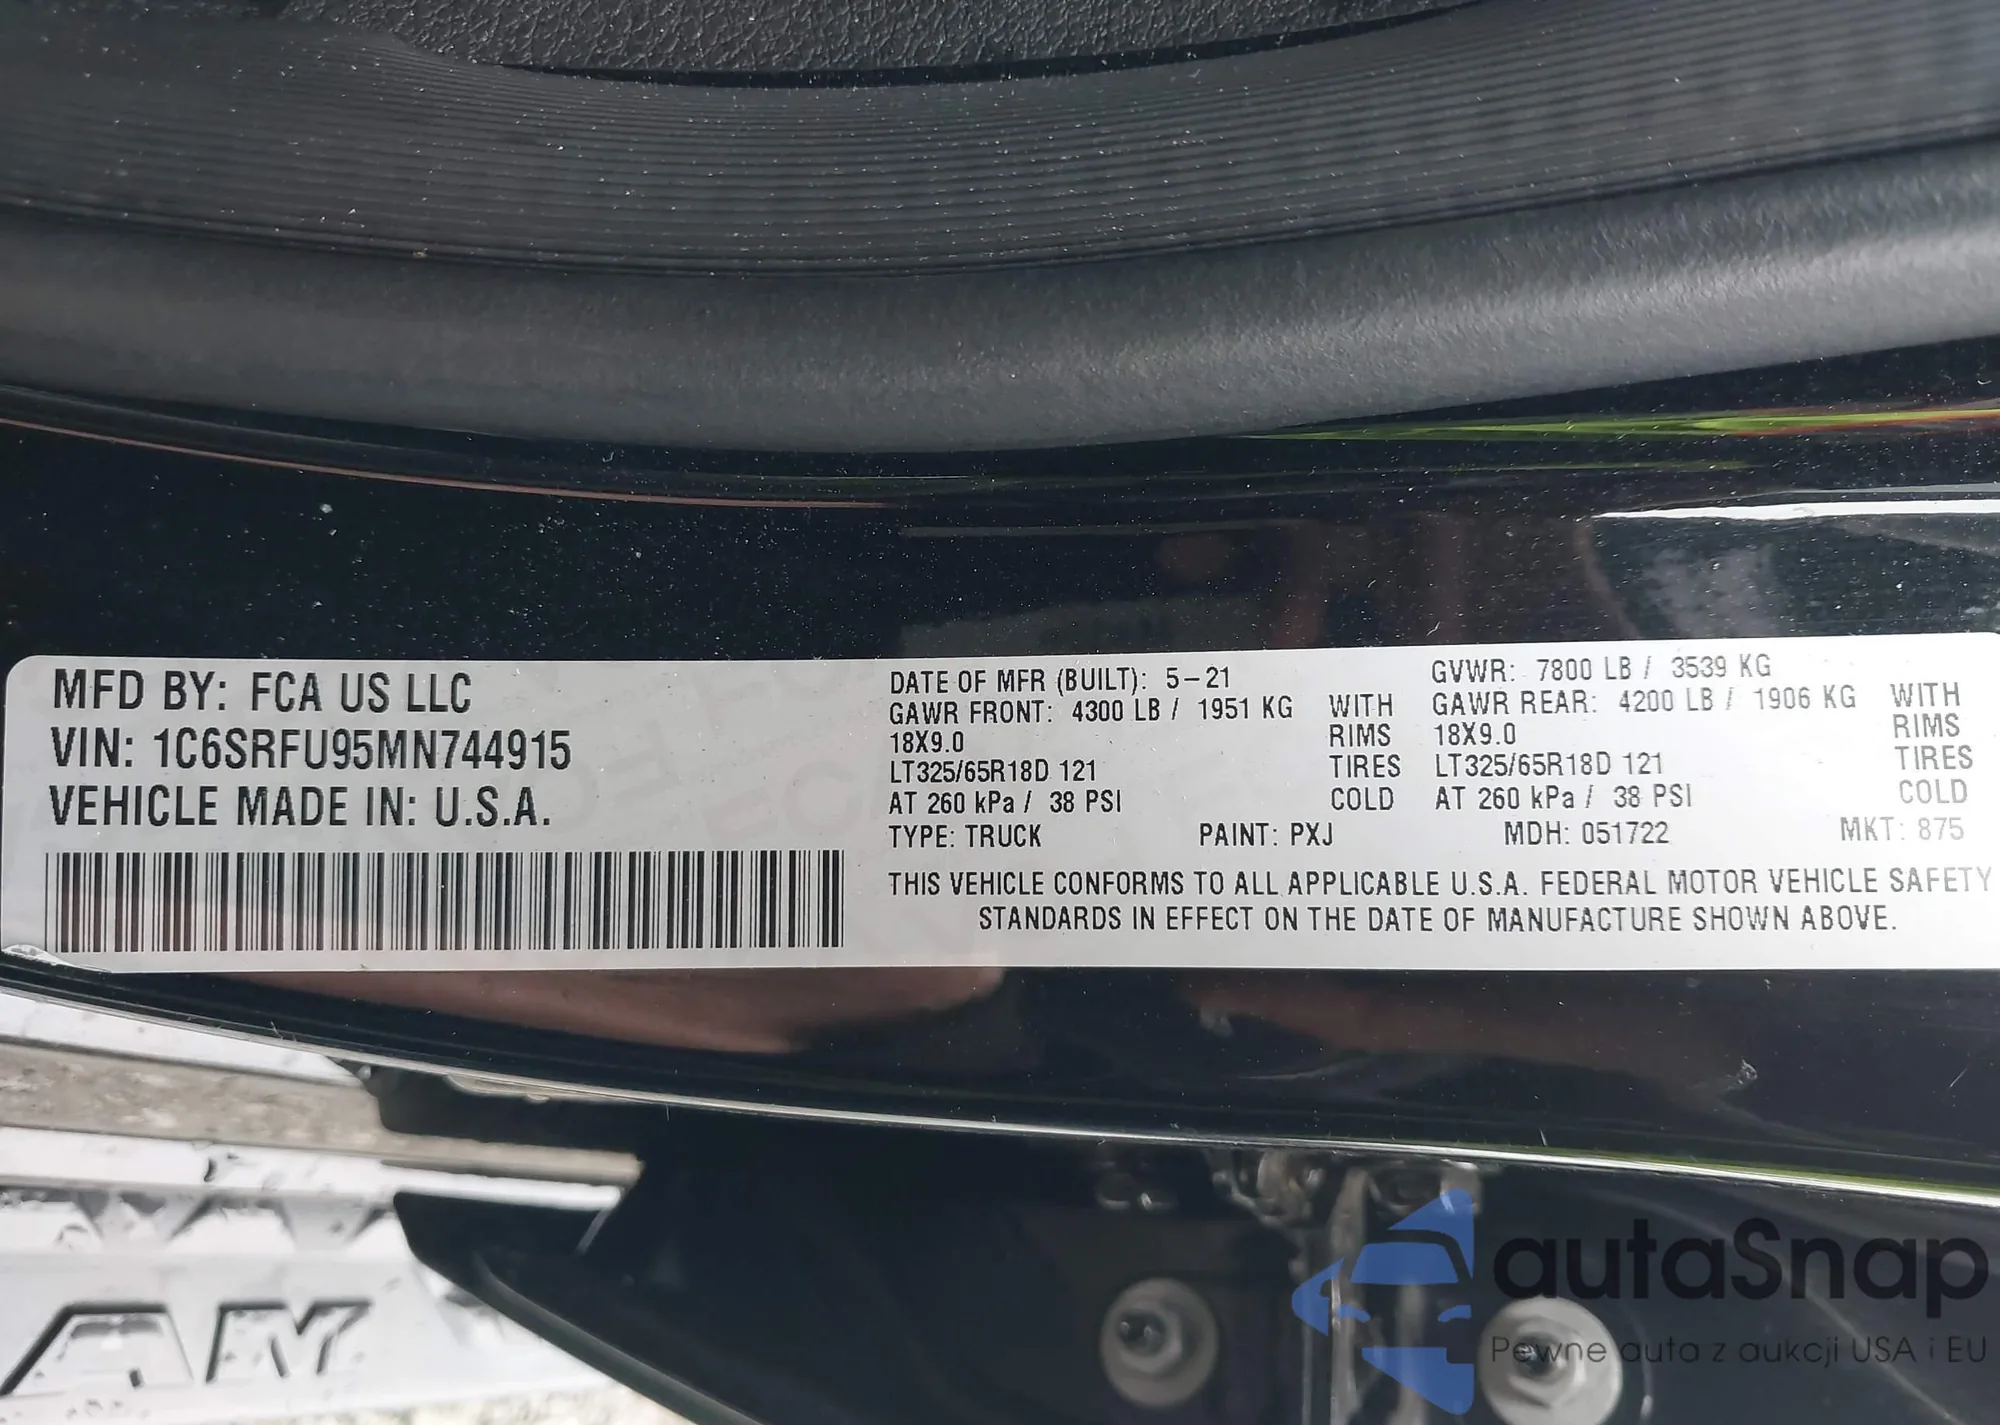 MFD BY: FCA US LLC
VIN: 1C6SRFU95MN744915
VEHICLE MADE IN: U.S.A.
DATE OF MFR (BUILT): 5-21
GVWR: 7800 LB / 3539 KG
GAWR FRONT: 4300 LB / 1951 KG WITH
18X9.0 RIMS
LT325/65R18D 121 TIRES
AT 260 kPa / 38 PSI COLD
GAWR REAR: 4200 LB / 1906 KG WITH
18X9.0 RIMS
LT325/65R18D 121 TIRES
AT 260 kPa / 38 PSI COLD
TYPE: TRUCK PAINT: PXJ MDH: 051722 MKT: 875
THIS VEHICLE CONFORMS TO ALL APPLICABLE U.S.A. FEDERAL MOTOR VEHICLE SAFETY
STANDARDS IN EFFECT ON THE DATE OF MANUFACTURE SHOWN ABOVE.
AM
autaSnap
Pewne auta z aukcji USA i EU